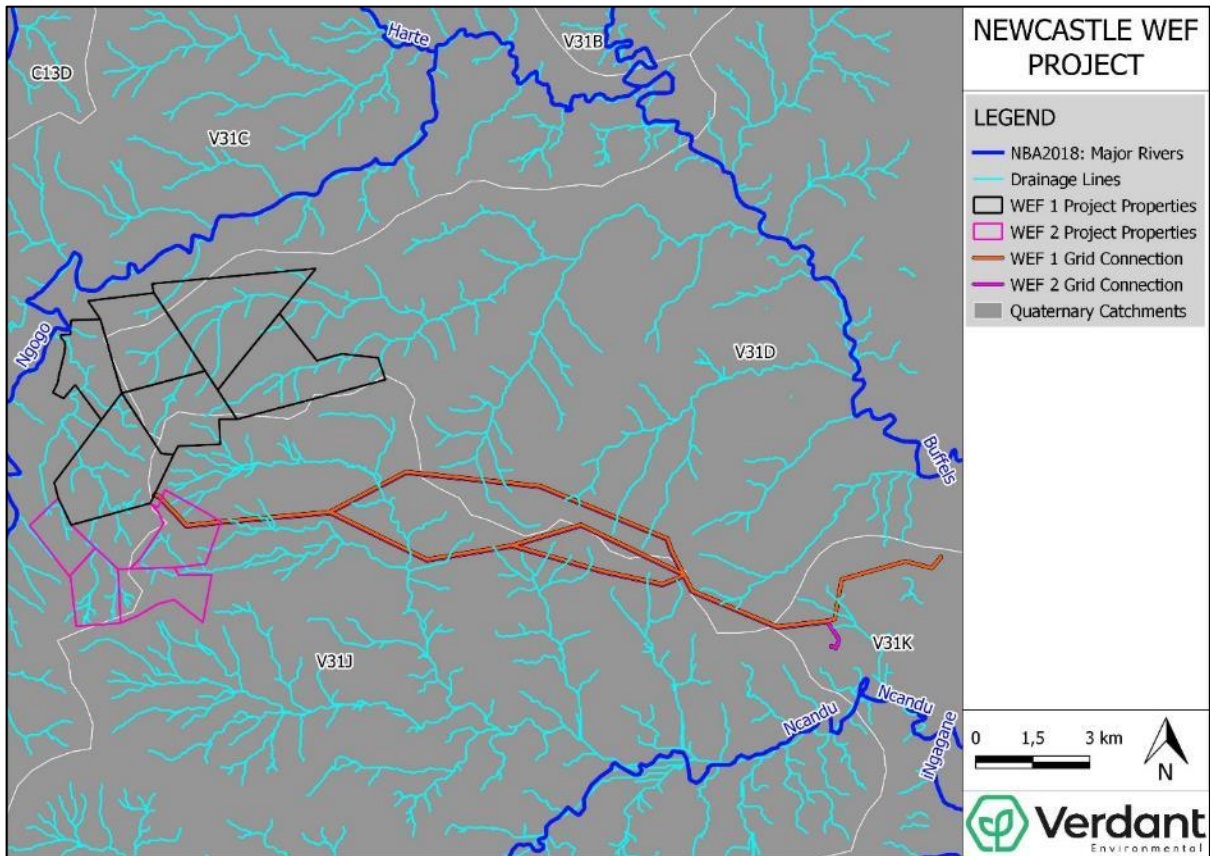 Harte
V31B
C13D
V31C
V31D
Ngogo
Buffels
V31J
V31K
Ncandu
Ncandu
iNgagane
NEWCASTLE WEF
PROJECT
LEGEND
NBA2018: Major Rivers
Drainage Lines
WEF 1 Project Properties
WEF 2 Project Properties
WEF 1 Grid Connection
WEF 2 Grid Connection
Quaternary Catchments
0 1,5 3 km
N
Verdant
Environmental